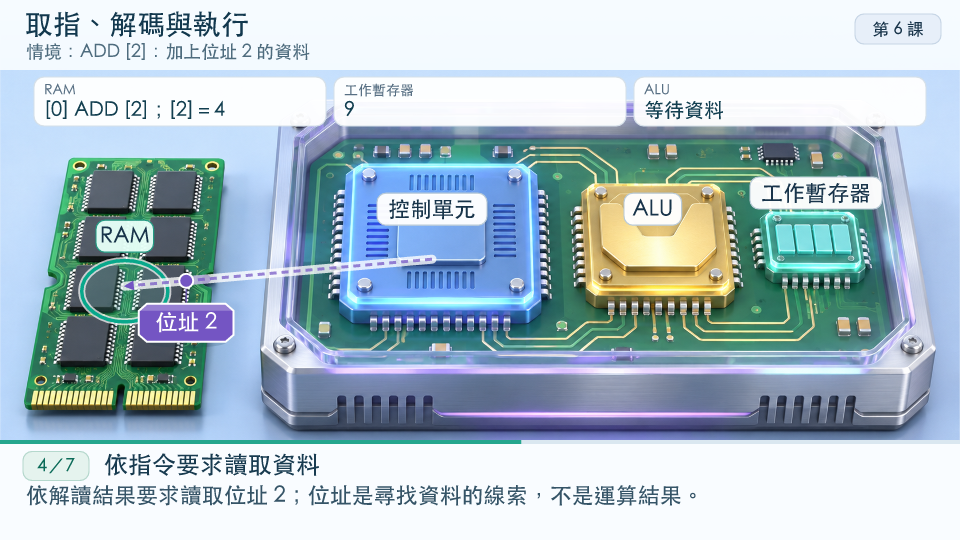 取指、解碼與執行
情境：ADD [2]：加上位址 2 的資料
第 6 課
RAM
[0] ADD [2]；[2] = 4
工作暫存器
9
ALU
等待資料
控制單元
ALU
工作暫存器
RAM
位址 2
4／7
依指令要求讀取資料
依解讀結果要求讀取位址 2；位址是尋找資料的線索，不是運算結果。